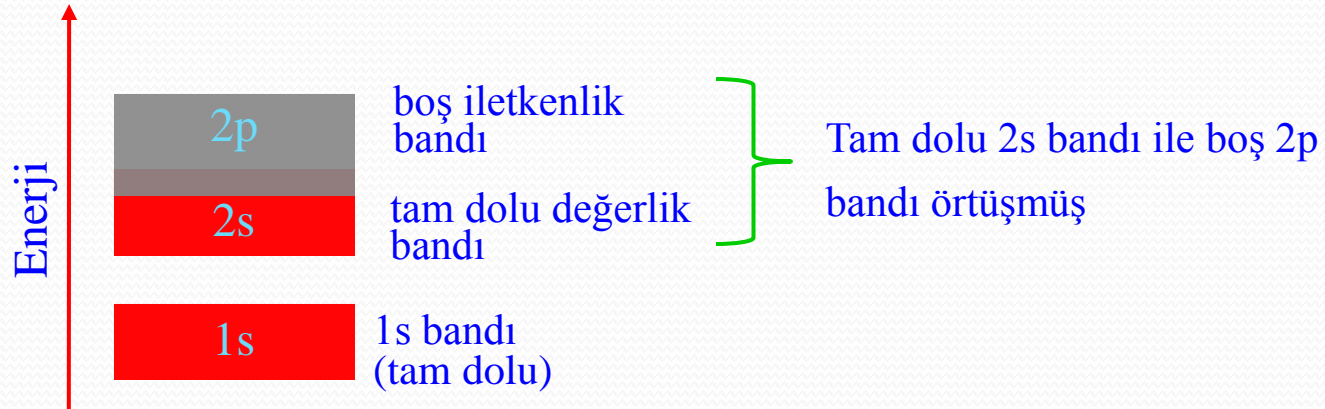 Enerji
2p
boş iletkenlik
bandı
2s
tam dolu değerlik
bandı
Tam dolu 2s bandı ile boş 2p
bandı örtüşmüş
1s
1s bandı
(tam dolu)